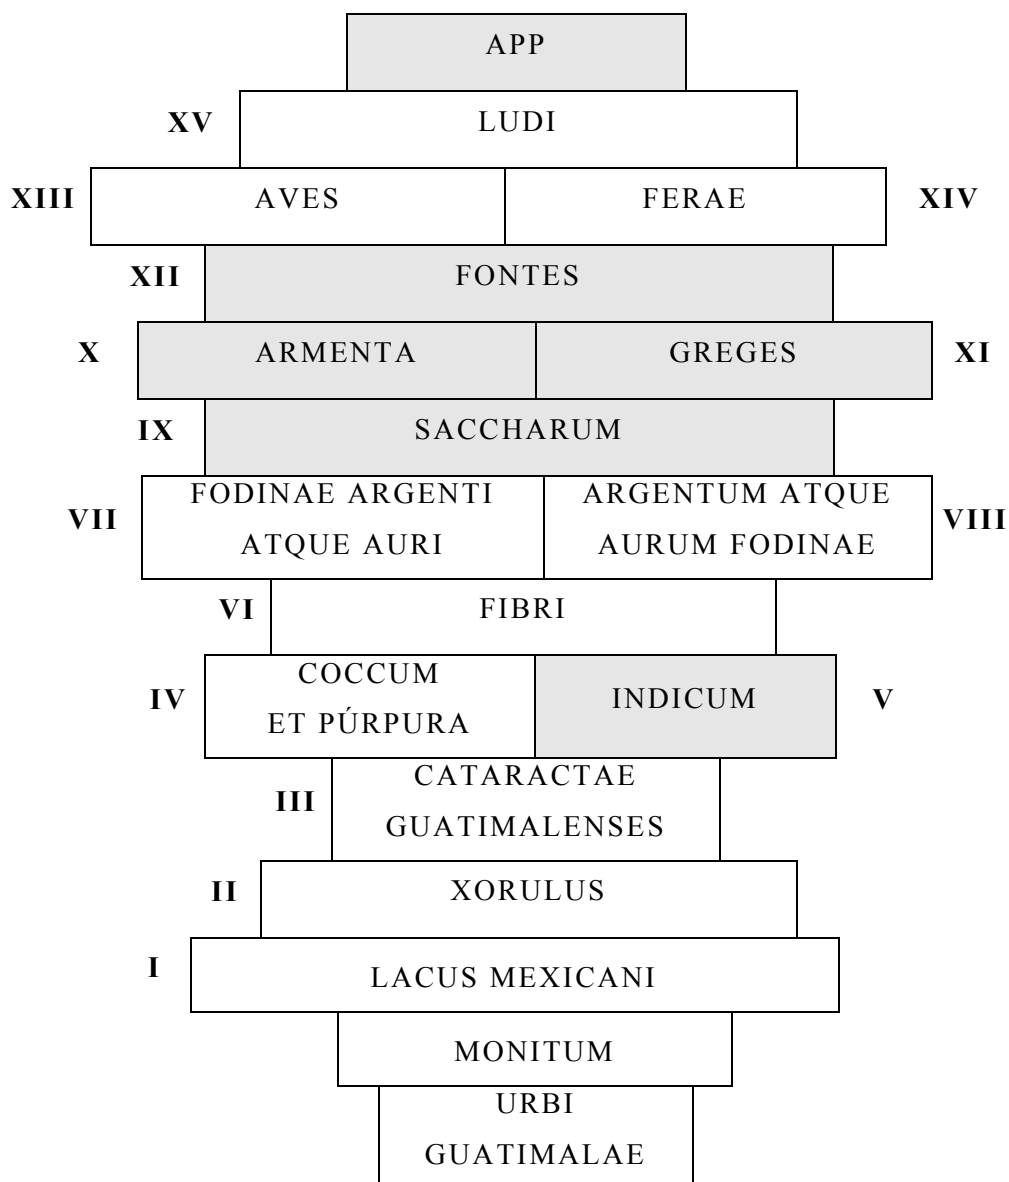 APP
XV LUDI
XIII AVES FERAE XIV
XII FONTES
X ARMENTA GREGES XI
IX SACCHARUM
VII FODINAE ARGENTI ARGENTUM ATQUE VIII
ATQUE AURI AURUM FODINAE
VI FIBRI
IV COCCUM INDICUM V
ET PÚRPURA
III CATARACTAE
GUATIMALENSES
II XORULUS
I LACUS MEXICANI
MONITUM
URBI
GUATIMALAE